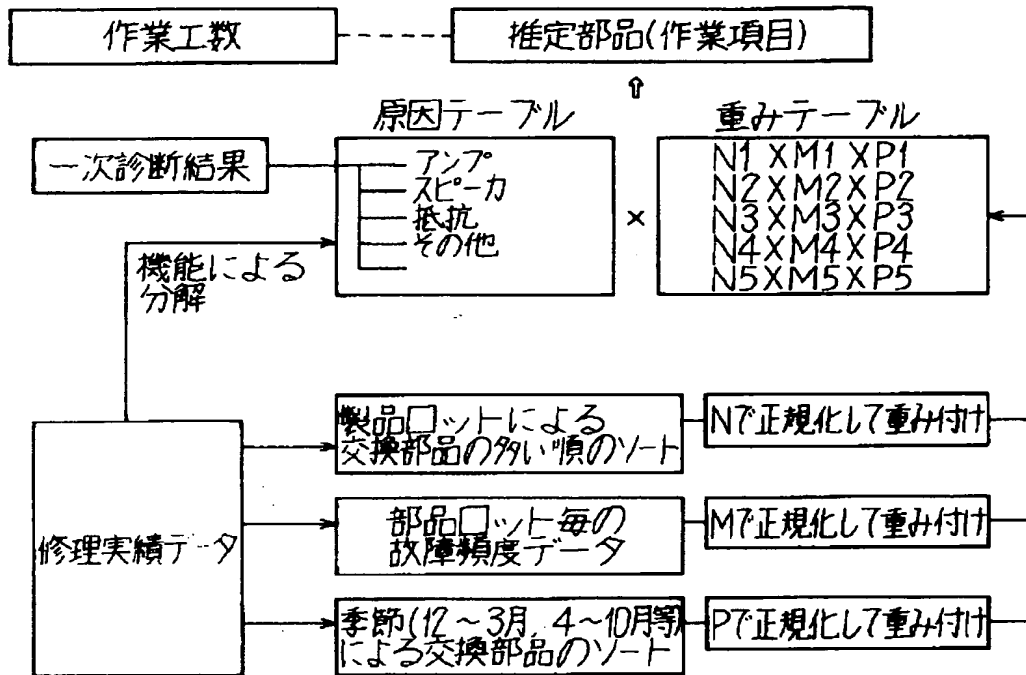 作業工数
推定部品(作業項目)
⇧
原因テーブル
重みテーブル
一次診断結果
アンプ
スピーカ
抵抗
その他
×
N1×M1×P1
N2×M2×P2
N3×M3×P3
N4×M4×P4
N5×M5×P5
機能による
分解
修理実績データ
製品ロットによる
交換部品の多い順のソート
Nで正規化して重み付け
部品ロット毎の
故障頻度データ
Mで正規化して重み付け
季節(12~3月,4~10月等)
による交換部品のソート
Pで正規化して重み付け